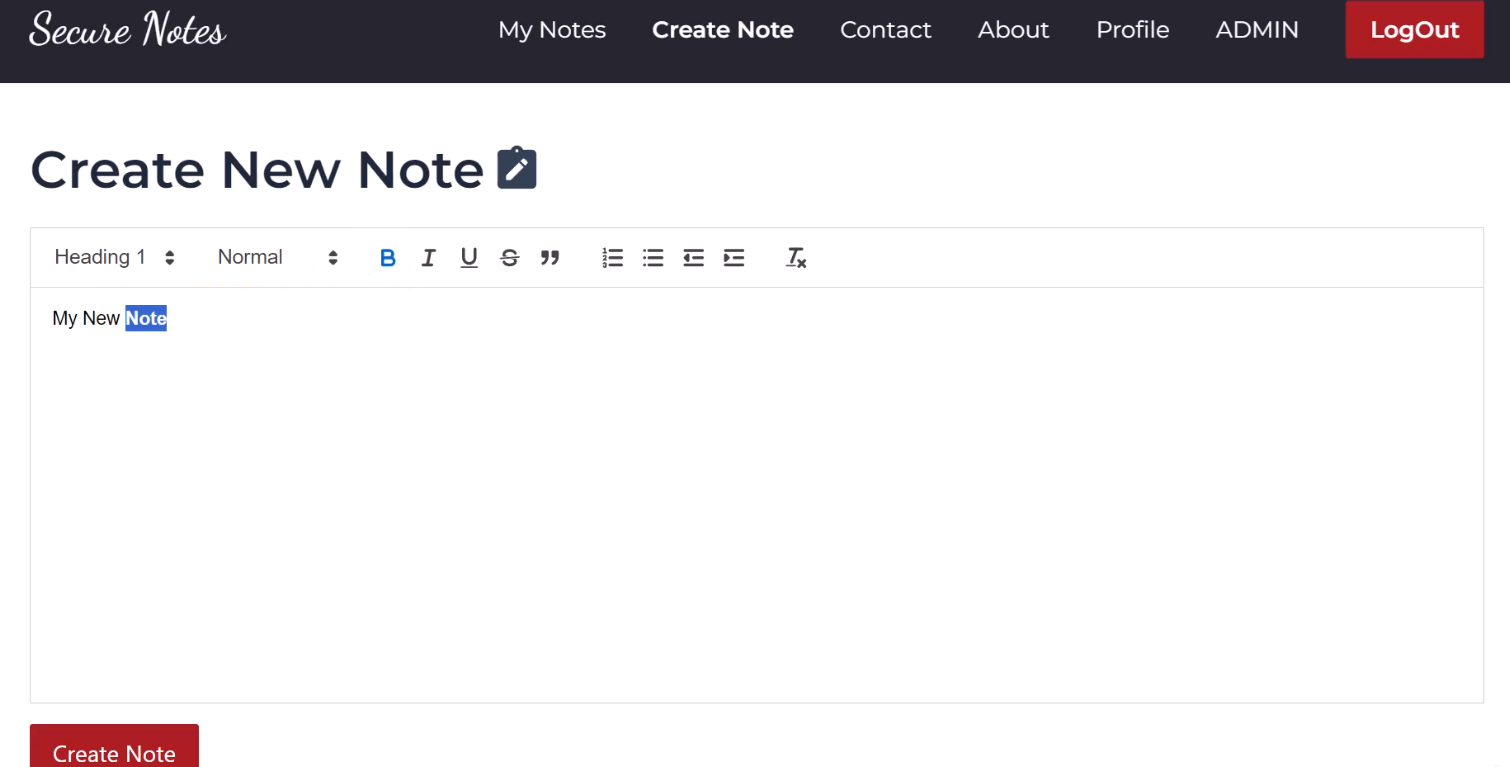 Secure Notes My Notes Create Note Contact About Profile ADMIN LogOut
Create New Note
Heading 1 Normal
My New Note
Create Note